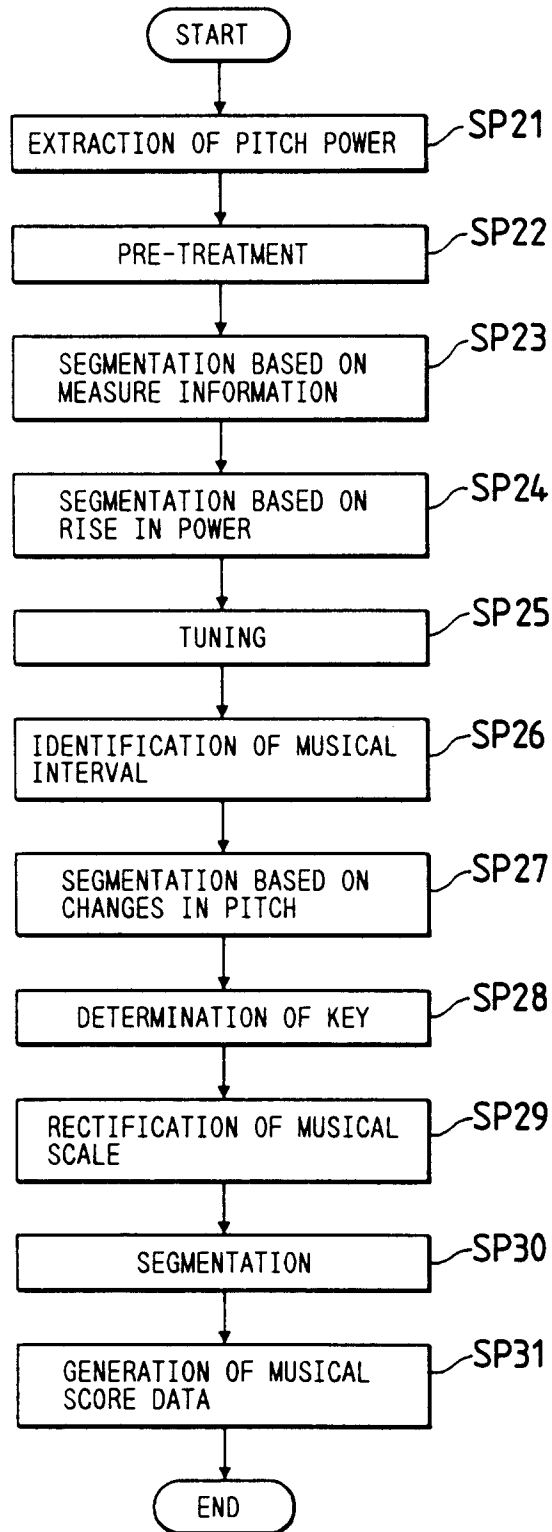 START
SP21
EXTRACTION OF PITCH POWER
SP22
PRE-TREATMENT
SP23
SEGMENTATION BASED ON
MEASURE INFORMATION
SP24
SEGMENTATION BASED ON
RISE IN POWER
SP25
TUNING
SP26
IDENTIFICATION OF MUSICAL
INTERVAL
SP27
SEGMENTATION BASED ON
CHANGES IN PITCH
SP28
DETERMINATION OF KEY
SP29
RECTIFICATION OF MUSICAL
SCALE
SP30
SEGMENTATION
SP31
GENERATION OF MUSICAL
SCORE DATA
END